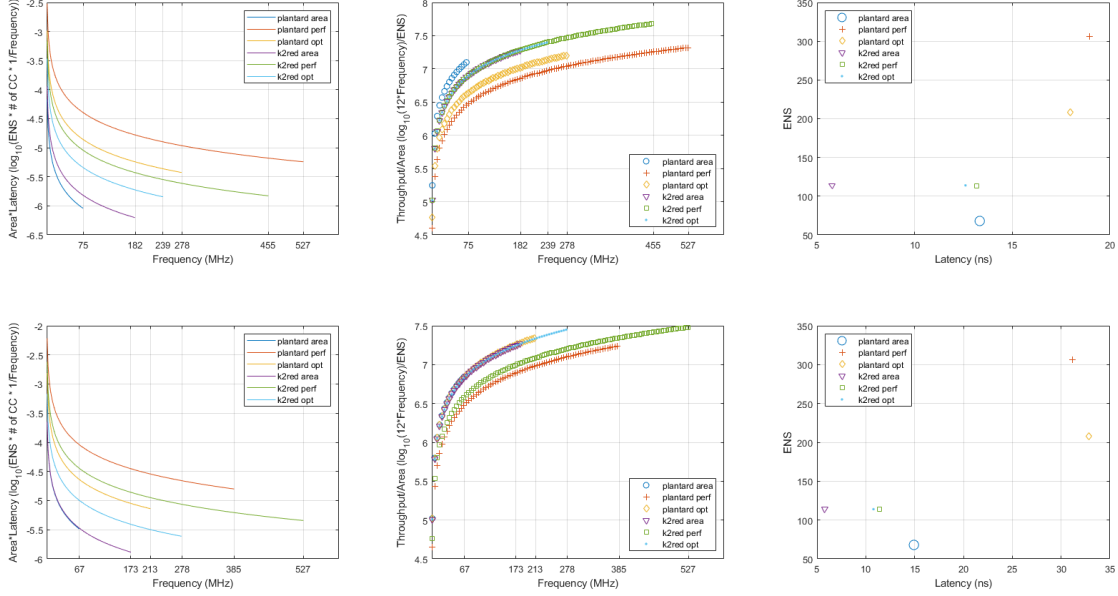 -2.5
-3
-3.5
-4
-4.5
-5
-5.5
-6
-6.5
Area*Latency (log10(ENS * # of CC * 1/Frequency))
75
182
239
278
455
527
Frequency (MHz)
plantard area
plantard perf
plantard opt
k2red area
k2red perf
k2red opt
8
7.5
7
6.5
6
5.5
5
4.5
Throughput/Area (log10(12*Frequency)/ENS)
75
182
239
278
455
527
Frequency (MHz)
plantard area
plantard perf
plantard opt
k2red area
k2red perf
k2red opt
350
300
250
200
150
100
50
ENS
5
10
15
20
Latency (ns)
plantard area
plantard perf
plantard opt
k2red area
k2red perf
k2red opt
-2
-2.5
-3
-3.5
-4
-4.5
-5
-5.5
-6
Area*Latency (log10(ENS * # of CC * 1/Frequency))
67
173
213
278
385
527
Frequency (MHz)
plantard area
plantard perf
plantard opt
k2red area
k2red perf
k2red opt
7.5
7
6.5
6
5.5
5
4.5
Throughput/Area (log10(12*Frequency)/ENS)
67
173
213
278
385
527
Frequency (MHz)
plantard area
plantard perf
plantard opt
k2red area
k2red perf
k2red opt
350
300
250
200
150
100
50
ENS
5
10
15
20
25
30
35
Latency (ns)
plantard area
plantard perf
plantard opt
k2red area
k2red perf
k2red opt